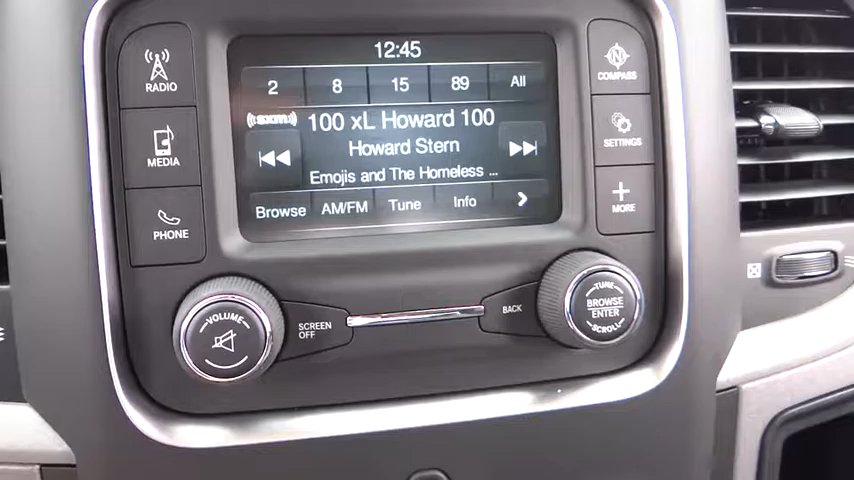 12:45
RADIO
2 8 15 89 All
N
COMPASS
((SXM))
100 xL Howard 100
Howard Stern
SETTINGS
MEDIA
Emojis and The Homeless ...
Browse AM/FM Tune Info
MORE
PHONE
VOLUME
SCREEN OFF
BACK
TUNE
BROWSE
ENTER
SCROLL